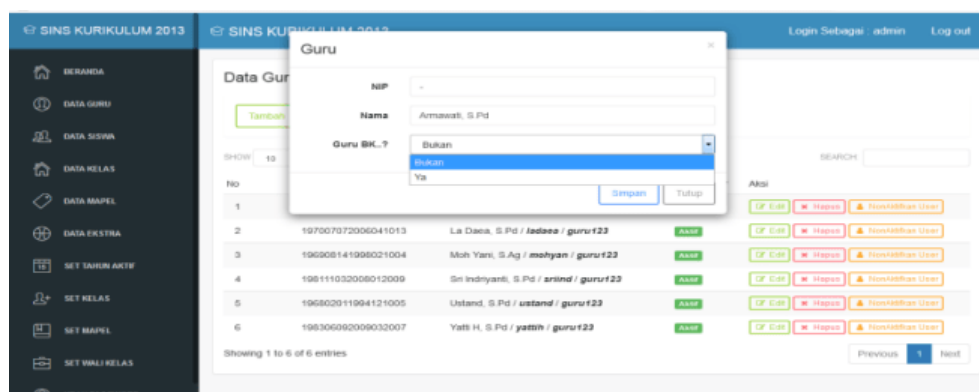 SINS KURIKULUM 2013
SINS KURIKULUM 2013
Login Sebagai : admin
Log out
BERANDA
DATA GURU
DATA SISWA
DATA KELAS
DATA MAPEL
DATA EKSTRA
SET TAHUN AKTIF
SET KELAS
SET MAPEL
SET WALI KELAS
Data Gur
Tambah
Guru ×
NIP -
Nama Armawati, S.Pd
Guru BK..? Bukan
Bukan
Ya
Simpan Tutup
SHOW 10
SEARCH
No Aksi
1 Edit Hapus NonAktifkan User
2 197007072006041013 La Daea, S.Pd / ladaea / guru123 Aktif Edit Hapus NonAktifkan User
3 196908141998021004 Moh Yani, S.Ag / mohyan / guru123 Aktif Edit Hapus NonAktifkan User
4 198111032008012009 Sri Indriyanti, S.Pd / sriind / guru123 Aktif Edit Hapus NonAktifkan User
5 196802011994121005 Ustand, S.Pd / ustand / guru123 Aktif Edit Hapus NonAktifkan User
6 198306092009032007 Yatti H, S.Pd / yattih / guru123 Aktif Edit Hapus NonAktifkan User
Showing 1 to 6 of 6 entries
Previous 1 Next